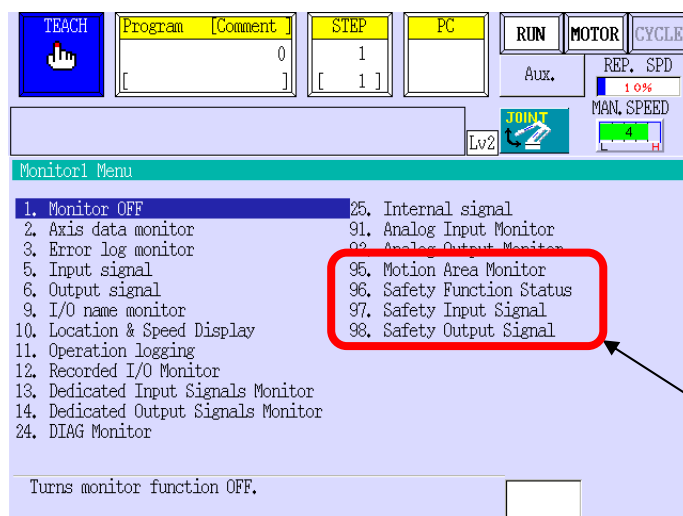 TEACH
Program [Comment ]
0
[ ]
STEP
1
[ 1 ]
PC
RUN
MOTOR
CYCLE
Aux.
REP. SPD
10%
MAN.SPEED
4
L H
JOINT
Lv2
Monitor1 Menu
1. Monitor OFF
2. Axis data monitor
3. Error log monitor
5. Input signal
6. Output signal
9. I/O name monitor
10. Location & Speed Display
11. Operation logging
12. Recorded I/O Monitor
13. Dedicated Input Signals Monitor
14. Dedicated Output Signals Monitor
24. DIAG Monitor
25. Internal signal
91. Analog Input Monitor
92. Analog Output Monitor
95. Motion Area Monitor
96. Safety Function Status
97. Safety Input Signal
98. Safety Output Signal
Turns monitor function OFF.